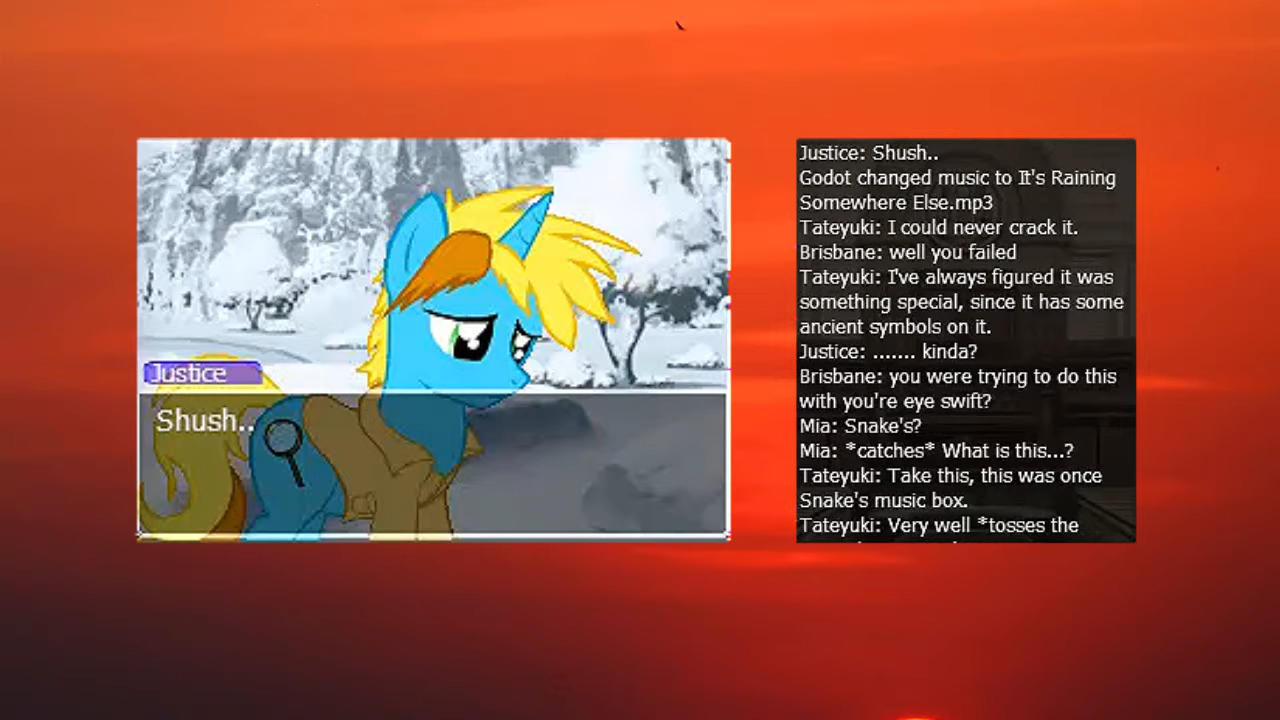 Justice
Shush..
Justice: Shush..
Godot changed music to It's Raining
Somewhere Else.mp3
Tateyuki: I could never crack it.
Brisbane: well you failed
Tateyuki: I've always figured it was
something special, since it has some
ancient symbols on it.
Justice: ....... kinda?
Brisbane: you were trying to do this
with you're eye swift?
Mia: Snake's?
Mia: *catches* What is this...?
Tateyuki: Take this, this was once
Snake's music box.
Tateyuki: Very well *tosses the